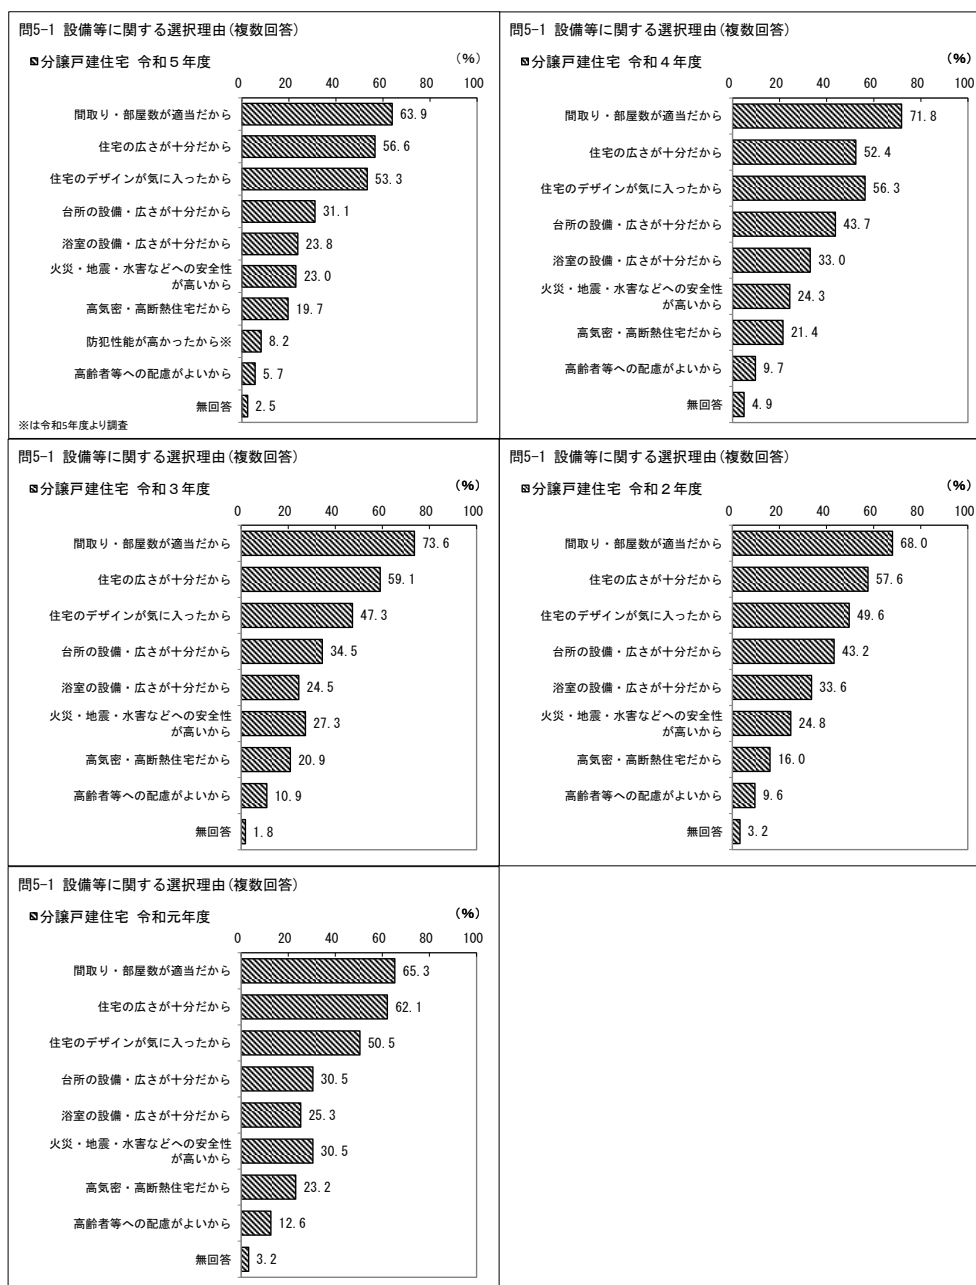 問5-1 設備等に関する選択理由(複数回答)
分譲戸建住宅 令和５年度
(%)
0 20 40 60 80 100
間取り・部屋数が適当だから 63.9
住宅の広さが十分だから 56.6
住宅のデザインが気に入ったから 53.3
台所の設備・広さが十分だから 31.1
浴室の設備・広さが十分だから 23.8
火災・地震・水害などへの安全性
が高いから 23.0
高気密・高断熱住宅だから 19.7
防犯性能が高かったから※ 8.2
高齢者等への配慮がよいから 5.7
無回答 2.5
※は令和5年度より調査
問5-1 設備等に関する選択理由(複数回答)
分譲戸建住宅 令和４年度
(%)
0 20 40 60 80 100
間取り・部屋数が適当だから 71.8
住宅の広さが十分だから 52.4
住宅のデザインが気に入ったから 56.3
台所の設備・広さが十分だから 43.7
浴室の設備・広さが十分だから 33.0
火災・地震・水害などへの安全性
が高いから 24.3
高気密・高断熱住宅だから 21.4
高齢者等への配慮がよいから 9.7
無回答 4.9
問5-1 設備等に関する選択理由(複数回答)
分譲戸建住宅 令和３年度
(%)
0 20 40 60 80 100
間取り・部屋数が適当だから 73.6
住宅の広さが十分だから 59.1
住宅のデザインが気に入ったから 47.3
台所の設備・広さが十分だから 34.5
浴室の設備・広さが十分だから 24.5
火災・地震・水害などへの安全性
が高いから 27.3
高気密・高断熱住宅だから 20.9
高齢者等への配慮がよいから 10.9
無回答 1.8
問5-1 設備等に関する選択理由(複数回答)
分譲戸建住宅 令和２年度
(%)
0 20 40 60 80 100
間取り・部屋数が適当だから 68.0
住宅の広さが十分だから 57.6
住宅のデザインが気に入ったから 49.6
台所の設備・広さが十分だから 43.2
浴室の設備・広さが十分だから 33.6
火災・地震・水害などへの安全性
が高いから 24.8
高気密・高断熱住宅だから 16.0
高齢者等への配慮がよいから 9.6
無回答 3.2
問5-1 設備等に関する選択理由(複数回答)
分譲戸建住宅 令和元年度
(%)
0 20 40 60 80 100
間取り・部屋数が適当だから 65.3
住宅の広さが十分だから 62.1
住宅のデザインが気に入ったから 50.5
台所の設備・広さが十分だから 30.5
浴室の設備・広さが十分だから 25.3
火災・地震・水害などへの安全性
が高いから 30.5
高気密・高断熱住宅だから 23.2
高齢者等への配慮がよいから 12.6
無回答 3.2